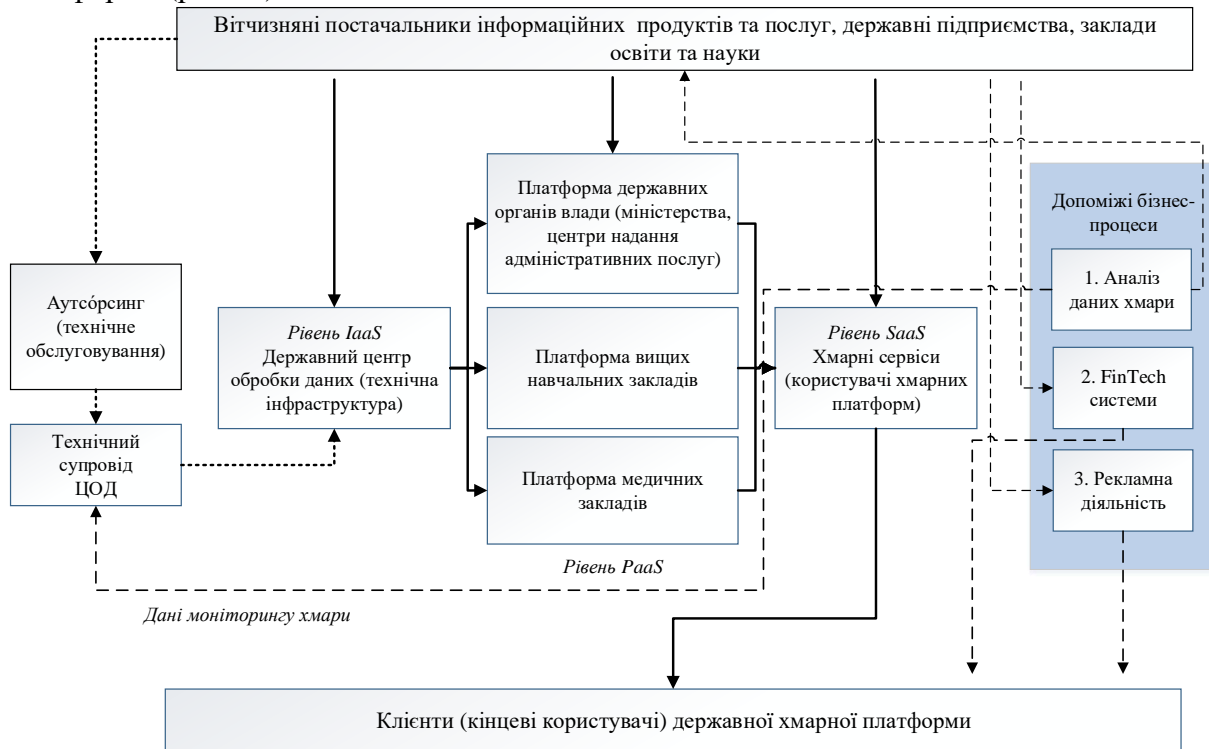 Вітчизняні постачальники інформаційних продуктів та послуг, державні підприємства, заклади
освіти та науки
Платформа державних
органів влади (міністерства,
центри надання
адміністративних послуг)
Допоміжі бізнес-
процеси
1. Аналіз
даних хмари
Аутсо́рсинг
(технічне
обслуговування)
Рівень IaaS
Державний центр
обробки даних (технічна
інфраструктура)
Платформа вищих
навчальних закладів
Рівень SaaS
Хмарні сервіси
(користувачі хмарних
платформ)
2. FinTech
системи
Технічний
супровід
ЦОД
Платформа медичних
закладів
3. Рекламна
діяльність
Рівень PaaS
Дані моніторингу хмари
Клієнти (кінцеві користувачі) державної хмарної платформи